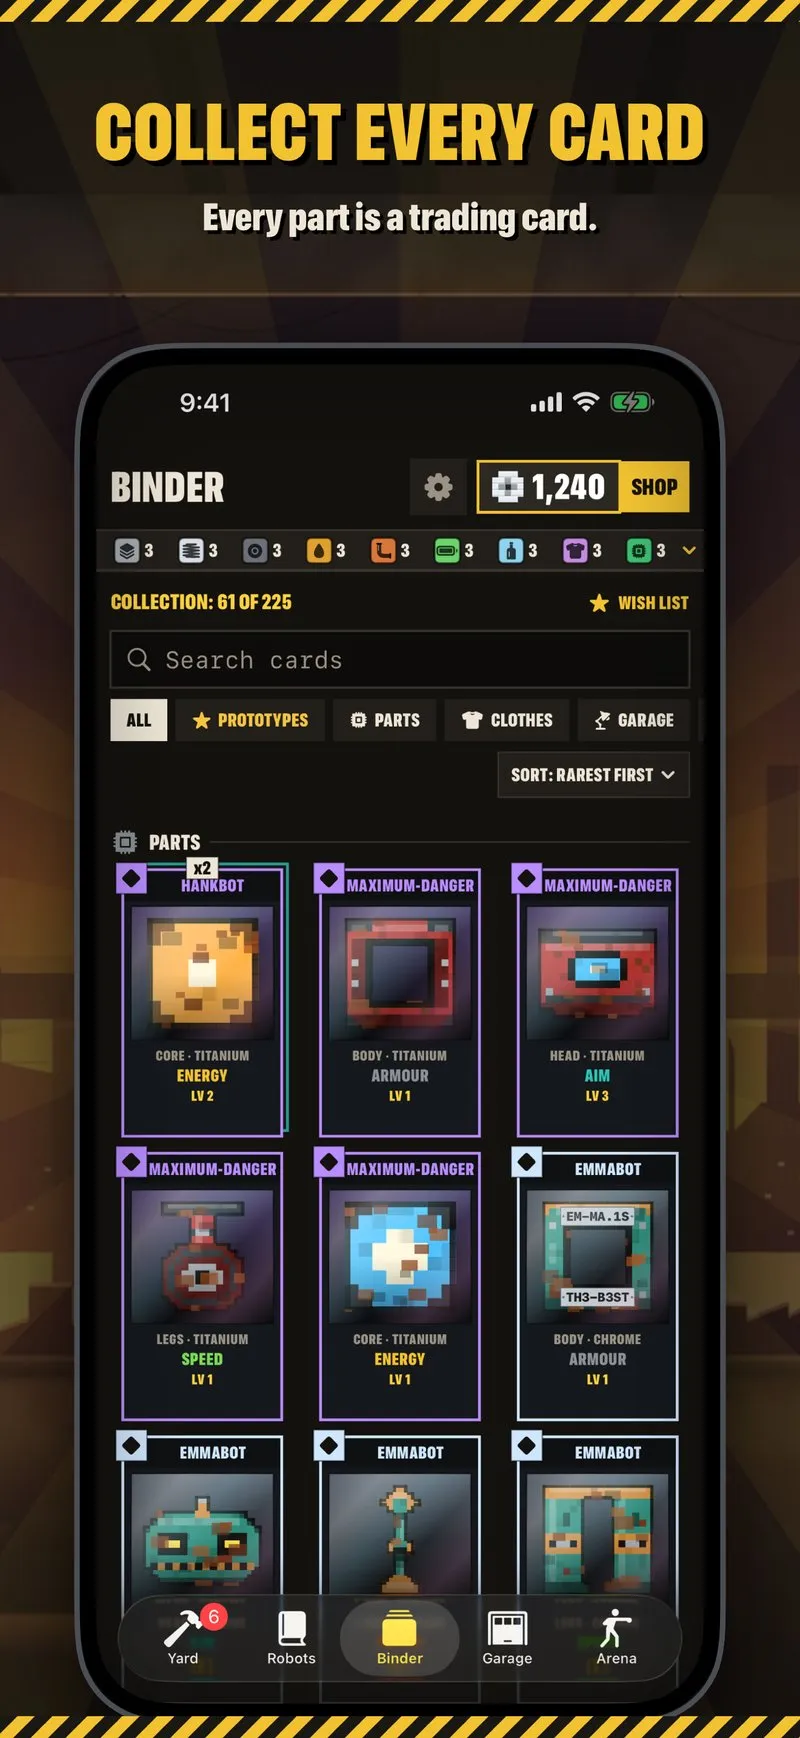 COLLECT EVERY CARD
Every part is a trading card.
9:41
BINDER
1,240 SHOP
3 3 3 3 3 3 3 3 3
COLLECTION: 61 OF 225
WISH LIST
Search cards
ALL PROTOTYPES PARTS CLOTHES GARAGE
SORT: RAREST FIRST
PARTS
x2
HANKBOT
CORE · TITANIUM
ENERGY
LV 2
MAXIMUM-DANGER
BODY · TITANIUM
ARMOUR
LV 1
MAXIMUM-DANGER
HEAD · TITANIUM
AIM
LV 3
MAXIMUM-DANGER
LEGS · TITANIUM
SPEED
LV 1
MAXIMUM-DANGER
CORE · TITANIUM
ENERGY
LV 1
EMMABOT
EM-MA.1S
TH3-B3ST
BODY · CHROME
ARMOUR
LV 1
EMMABOT
EMMABOT
EMMABOT
6
Yard Robots Binder Garage Arena